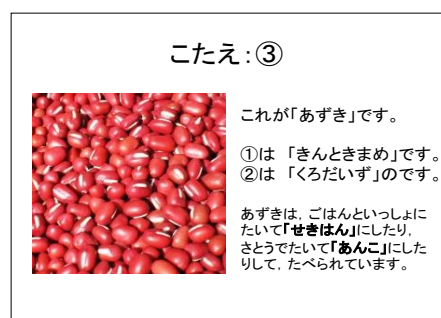 こたえ:③
これが「あずき」です。
①は 「きんときまめ」です。
②は 「くろだいず」のです。
あずきは, ごはんといっしょに
たいて「せきはん」にしたり,
さとうでたいて「あんこ」にした
りして, たべられています。